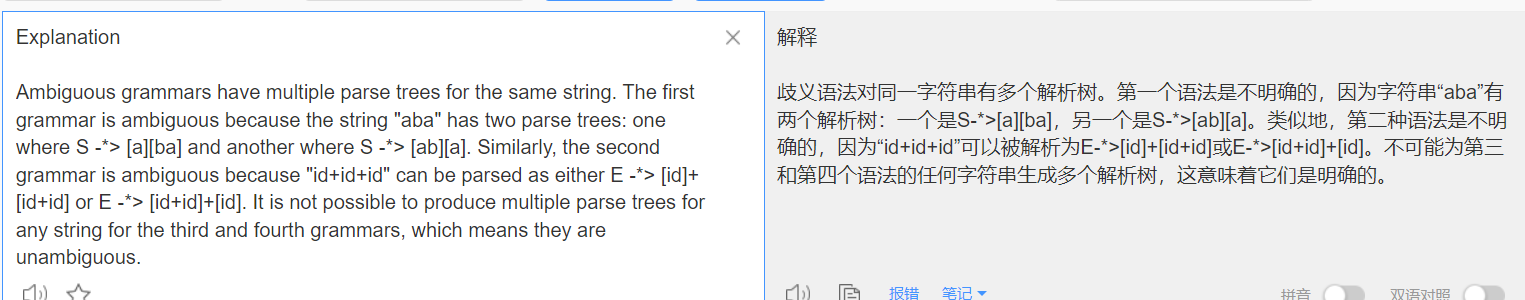 Explanation
Ambiguous grammars have multiple parse trees for the same string. The first
grammar is ambiguous because the string "aba" has two parse trees: one
where S -*> [a][ba] and another where S -*> [ab][a]. Similarly, the second
grammar is ambiguous because "id+id+id" can be parsed as either E -*> [id]+
[id+id] or E -*> [id+id]+[id]. It is not possible to produce multiple parse trees for
any string for the third and fourth grammars, which means they are
unambiguous.
解释
歧义语法对同一字符串有多个解析树。第一个语法是不明确的，因为字符串“aba”有
两个解析树：一个是S-*>[a][ba]，另一个是S-*>[ab][a]。类似地，第二种语法是不明
确的，因为“id+id+id”可以被解析为E-*>[id]+[id+id]或E-*>[id+id]+[id]。不可能为第三
和第四个语法的任何字符串生成多个解析树，这意味着它们是明确的。
报错 笔记 拼音 双语对照